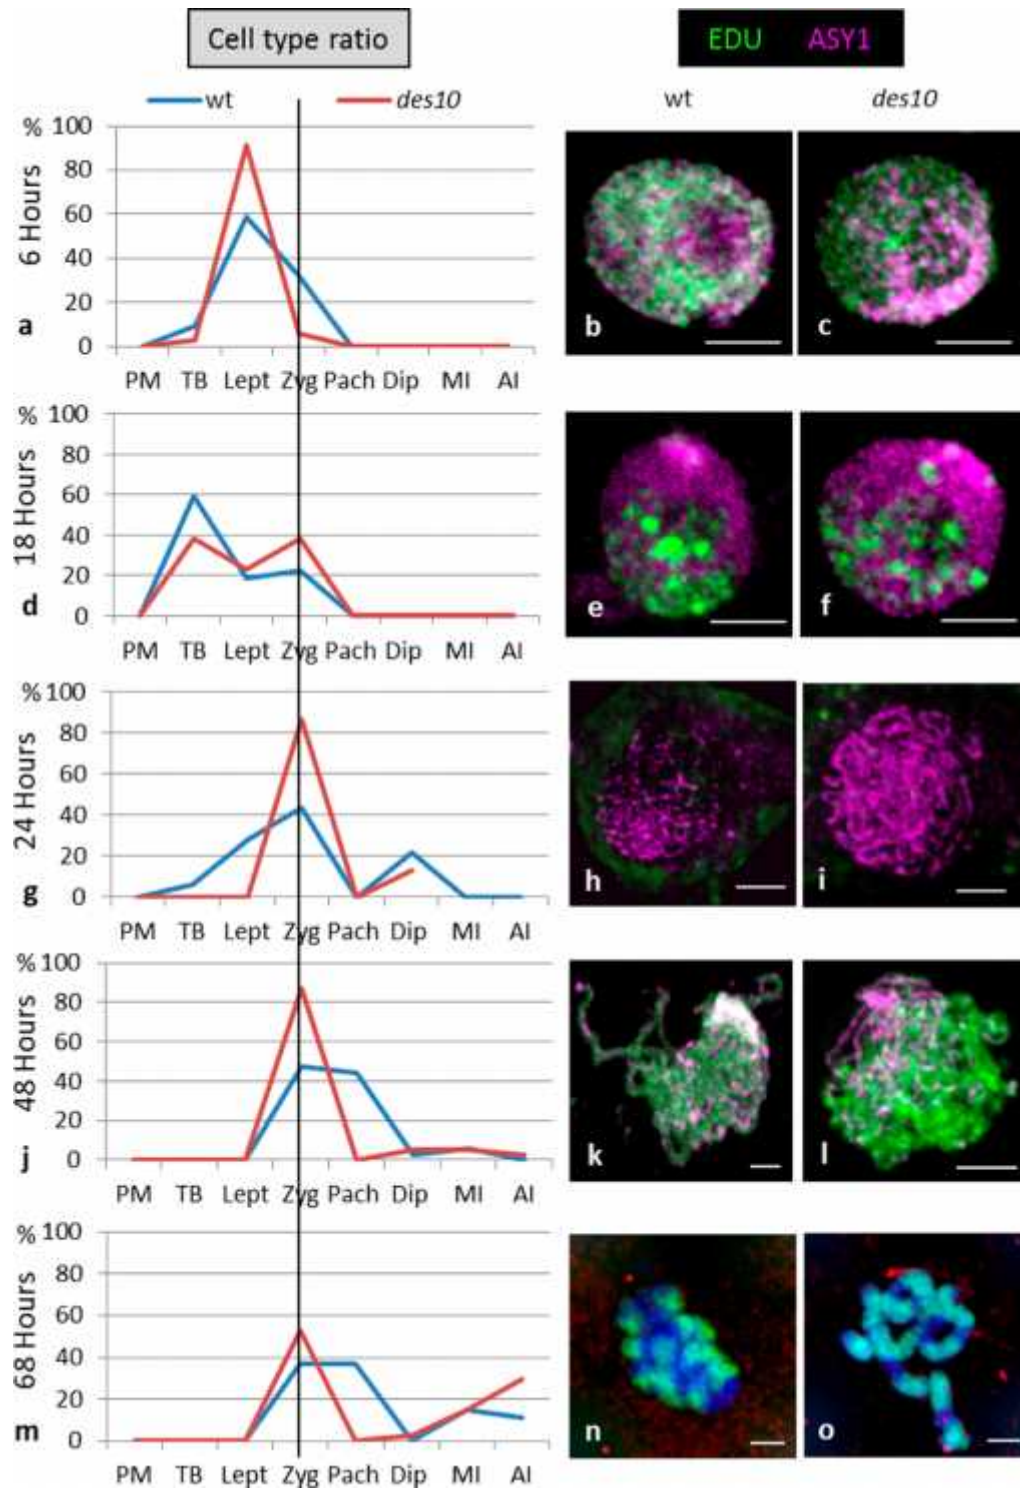 Cell type ratio
EDU ASY1
wt des10
wt des10
6 Hours
%
100
80
60
40
20
0
a
PM TB Lept Zyg Pach Dip MI AI
b
c
18 Hours
%
100
80
60
40
20
0
d
PM TB Lept Zyg Pach Dip MI AI
e
f
24 Hours
%100
80
60
40
20
0
g
PM TB Lept Zyg Pach Dip MI AI
h
i
48 Hours
%100
80
60
40
20
0
j
PM TB Lept Zyg Pach Dip MI AI
k
l
68 Hours
%100
80
60
40
20
0
m
PM TB Lept Zyg Pach Dip MI AI
n
o